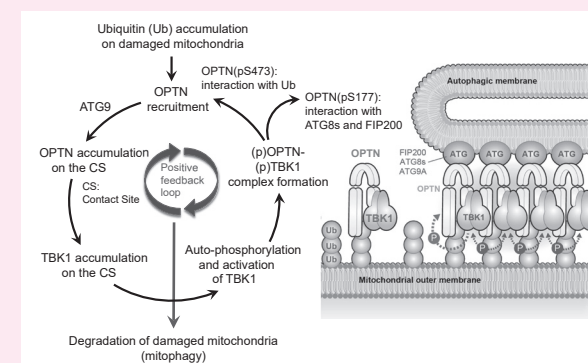 Ubiquitin (Ub) accumulation
on damaged mitochondria
OPTN
recruitment
ATG9
OPTN accumulation
on the CS
CS:
Contact Site
TBK1 accumulation
on the CS
Auto-phosphorylation
and activation
of TBK1
(p)OPTN-
(p)TBK1
complex formation
OPTN(pS473):
interaction with Ub
OPTN(pS177):
interaction with
ATG8s and FIP200
Positive
feedback
loop
Degradation of damaged mitochondria
(mitophagy)
Autophagic membrane
FIP200
ATG8s
ATG9A
ATG
ATG
ATG
ATG
OPTN
OPTN
TBK1
TBK1
Ub
Ub
Ub
P
P
P
P
P
Mitochondrial outer membrane